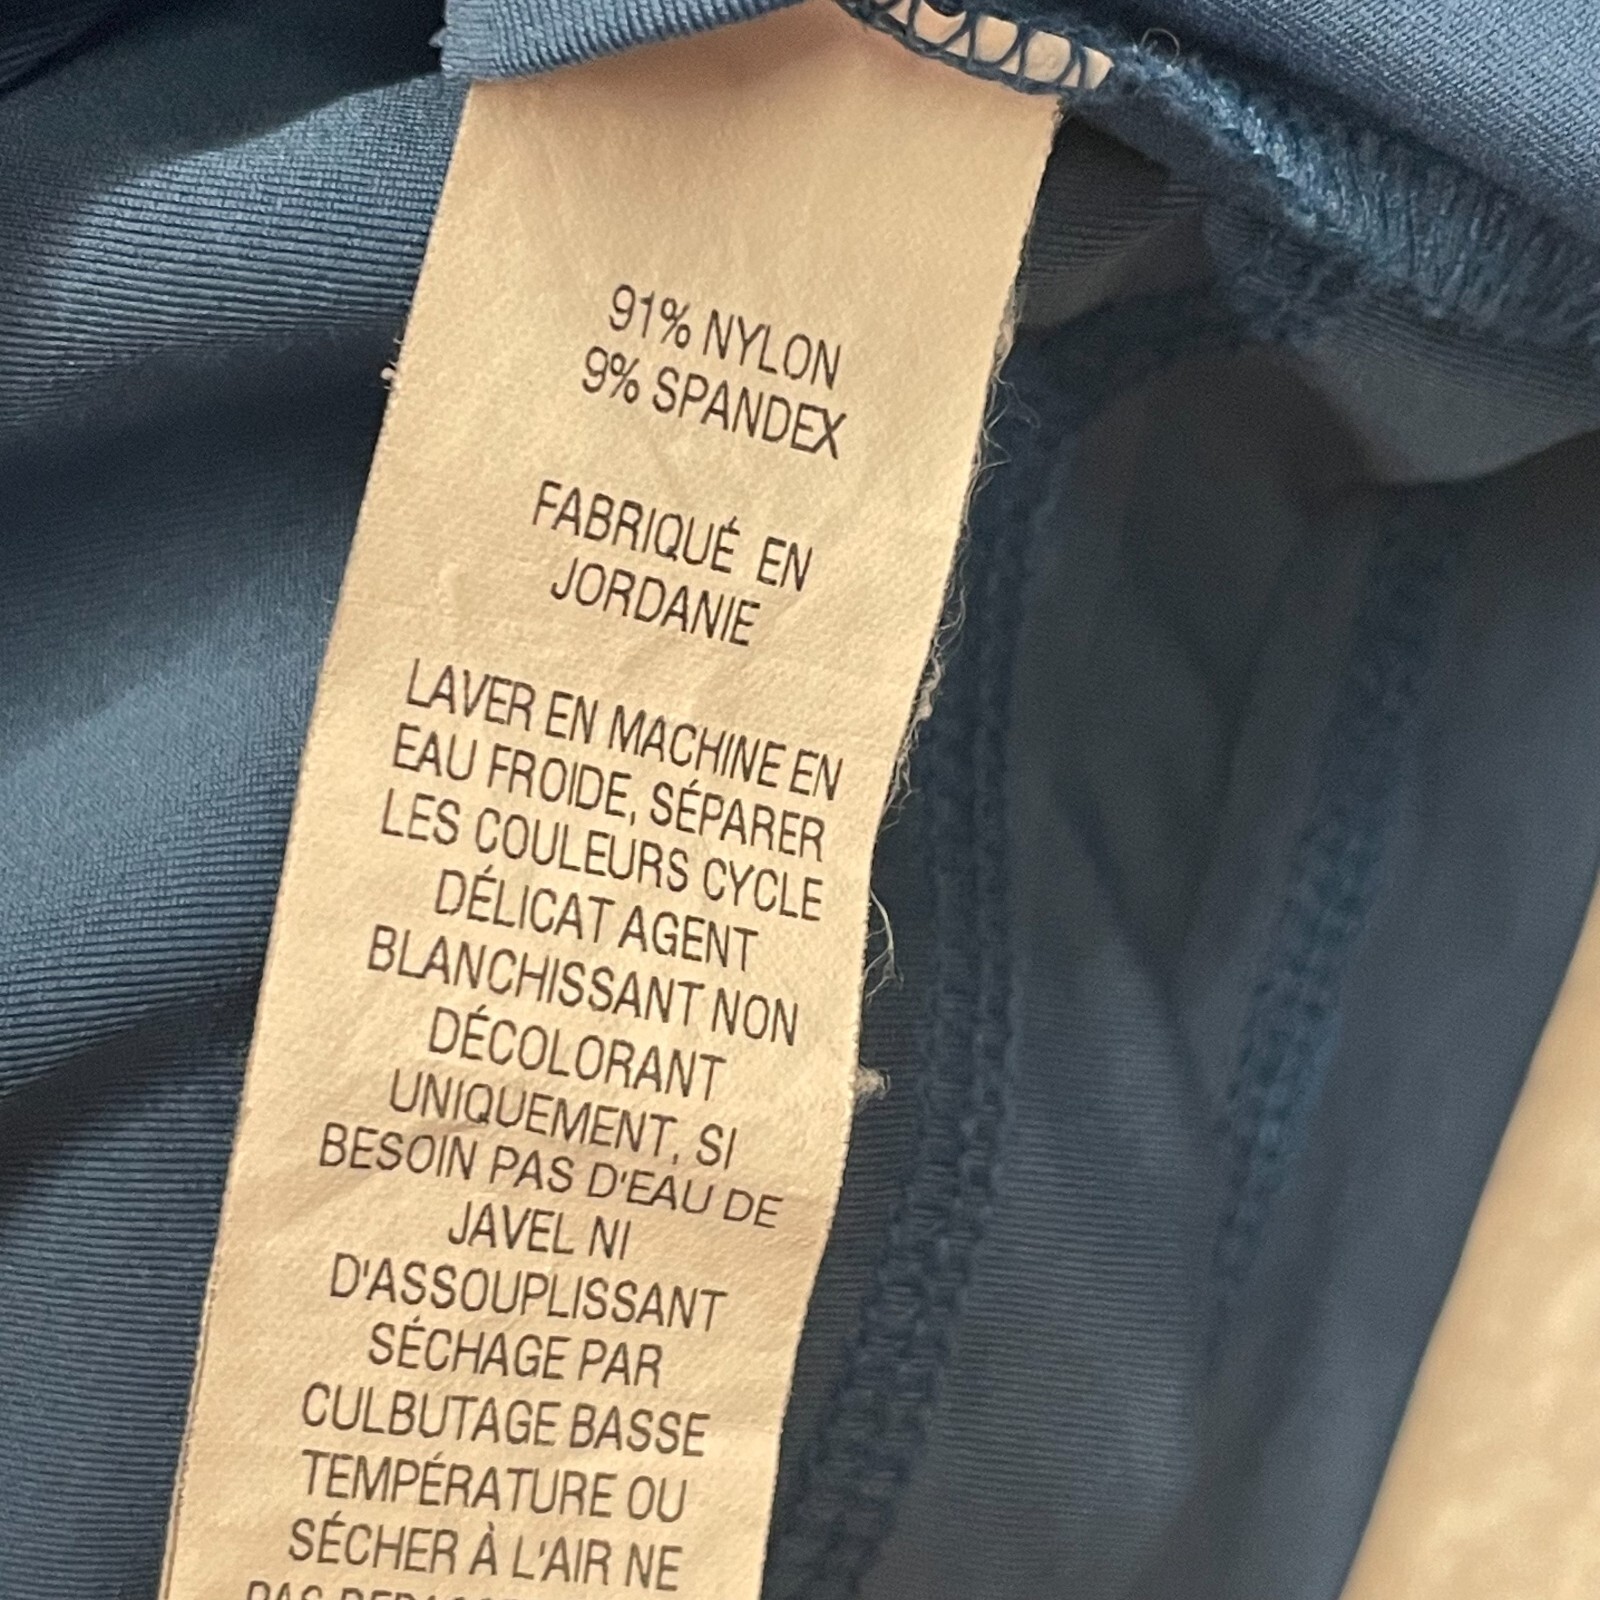 91% NYLON
9% SPANDEX
FABRIQUÉ EN
JORDANIE
LAVER EN MACHINE EN
EAU FROIDE, SÉPARER
LES COULEURS CYCLE
DÉLICAT AGENT
BLANCHISSANT NON
DÉCOLORANT
UNIQUEMENT, SI
BESOIN PAS D'EAU DE
JAVEL NI
D'ASSOUPLISSANT
SÉCHAGE PAR
CULBUTAGE BASSE
TEMPÉRATURE OU
SÉCHER À L'AIR NE
PAS